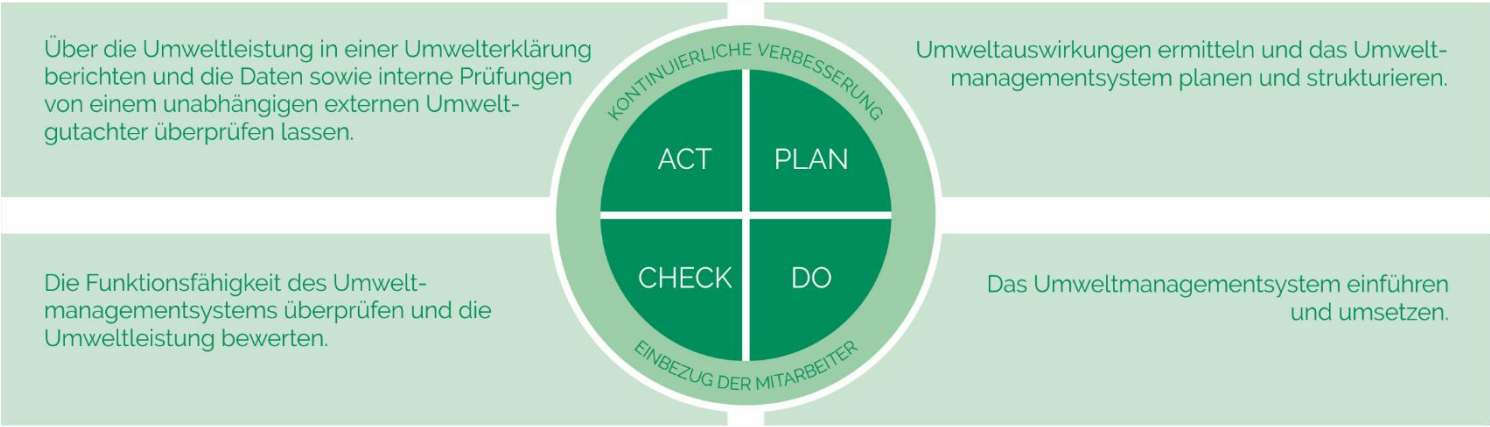 Über die Umweltleistung in einer Umwelterklärung
berichten und die Daten sowie interne Prüfungen
von einem unabhängigen externen Umwelt-
gutachter überprüfen lassen.
Umweltauswirkungen ermitteln und das Umwelt-
managementsystem planen und strukturieren.
KONTINUIERLICHE VERBESSERUNG
ACT
PLAN
CHECK
DO
EINBEZUG DER MITARBEITER
Die Funktionsfähigkeit des Umwelt-
managementsystems überprüfen und die
Umweltleistung bewerten.
Das Umweltmanagementsystem einführen
und umsetzen.